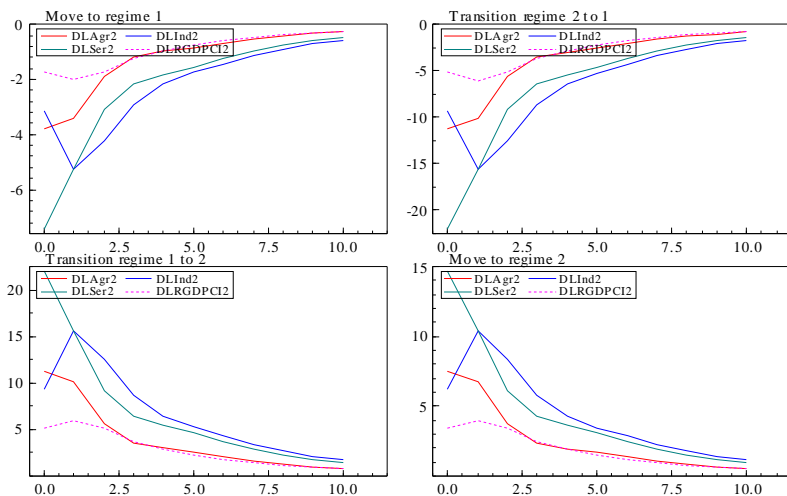 Move to regime 1
DLAgr2 DLInd2
DLSer2 DLRGDPCI2
0
-2
-4
-6
0.0 2.5 5.0 7.5 10.0
Transition regime 2 to 1
DLAgr2 DLInd2
DLSer2 DLRGDPCI2
0
-5
-10
-15
-20
0.0 2.5 5.0 7.5 10.0
Transition regime 1 to 2
DLAgr2 DLInd2
DLSer2 DLRGDPCI2
20
15
10
5
0.0 2.5 5.0 7.5 10.0
Move to regime 2
DLAgr2 DLInd2
DLSer2 DLRGDPCI2
15
10
5
0.0 2.5 5.0 7.5 10.0